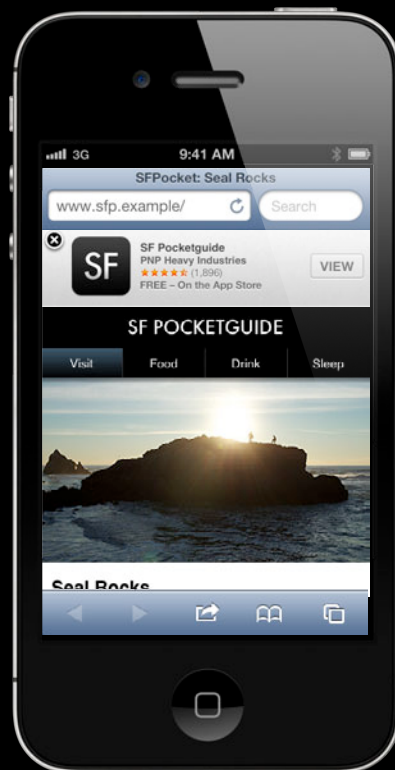 3G 9:41 AM
SFPocket: Seal Rocks
www.sfp.example/ Search
SF
SF Pocketguide
PNP Heavy Industries
(1,896)
FREE – On the App Store
VIEW
SF POCKETGUIDE
Visit Food Drink Sleep
Seal Rocks